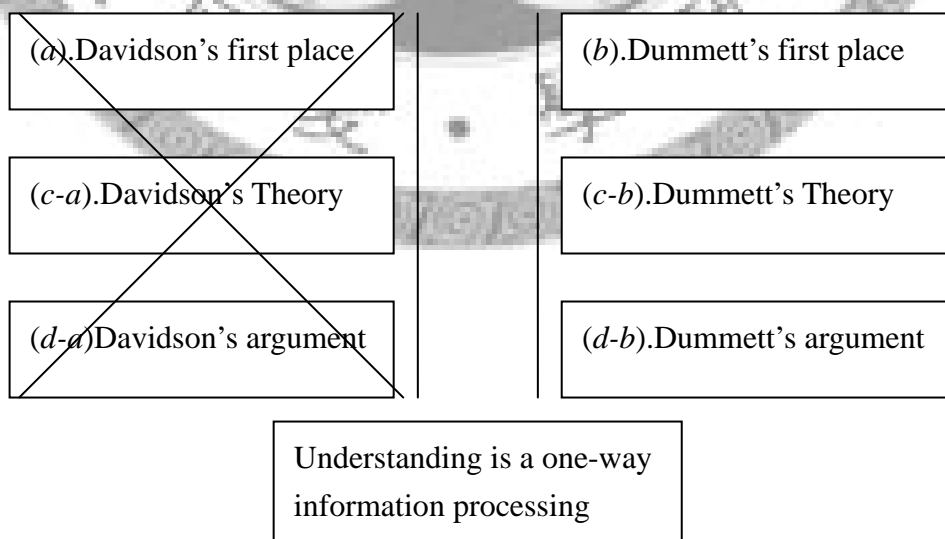 (a).Davidson's first place
(b).Dummett's first place
(c-a).Davidson's Theory
(c-b).Dummett's Theory
(d-a)Davidson's argument
(d-b).Dummett's argument
Understanding is a one-way
information processing